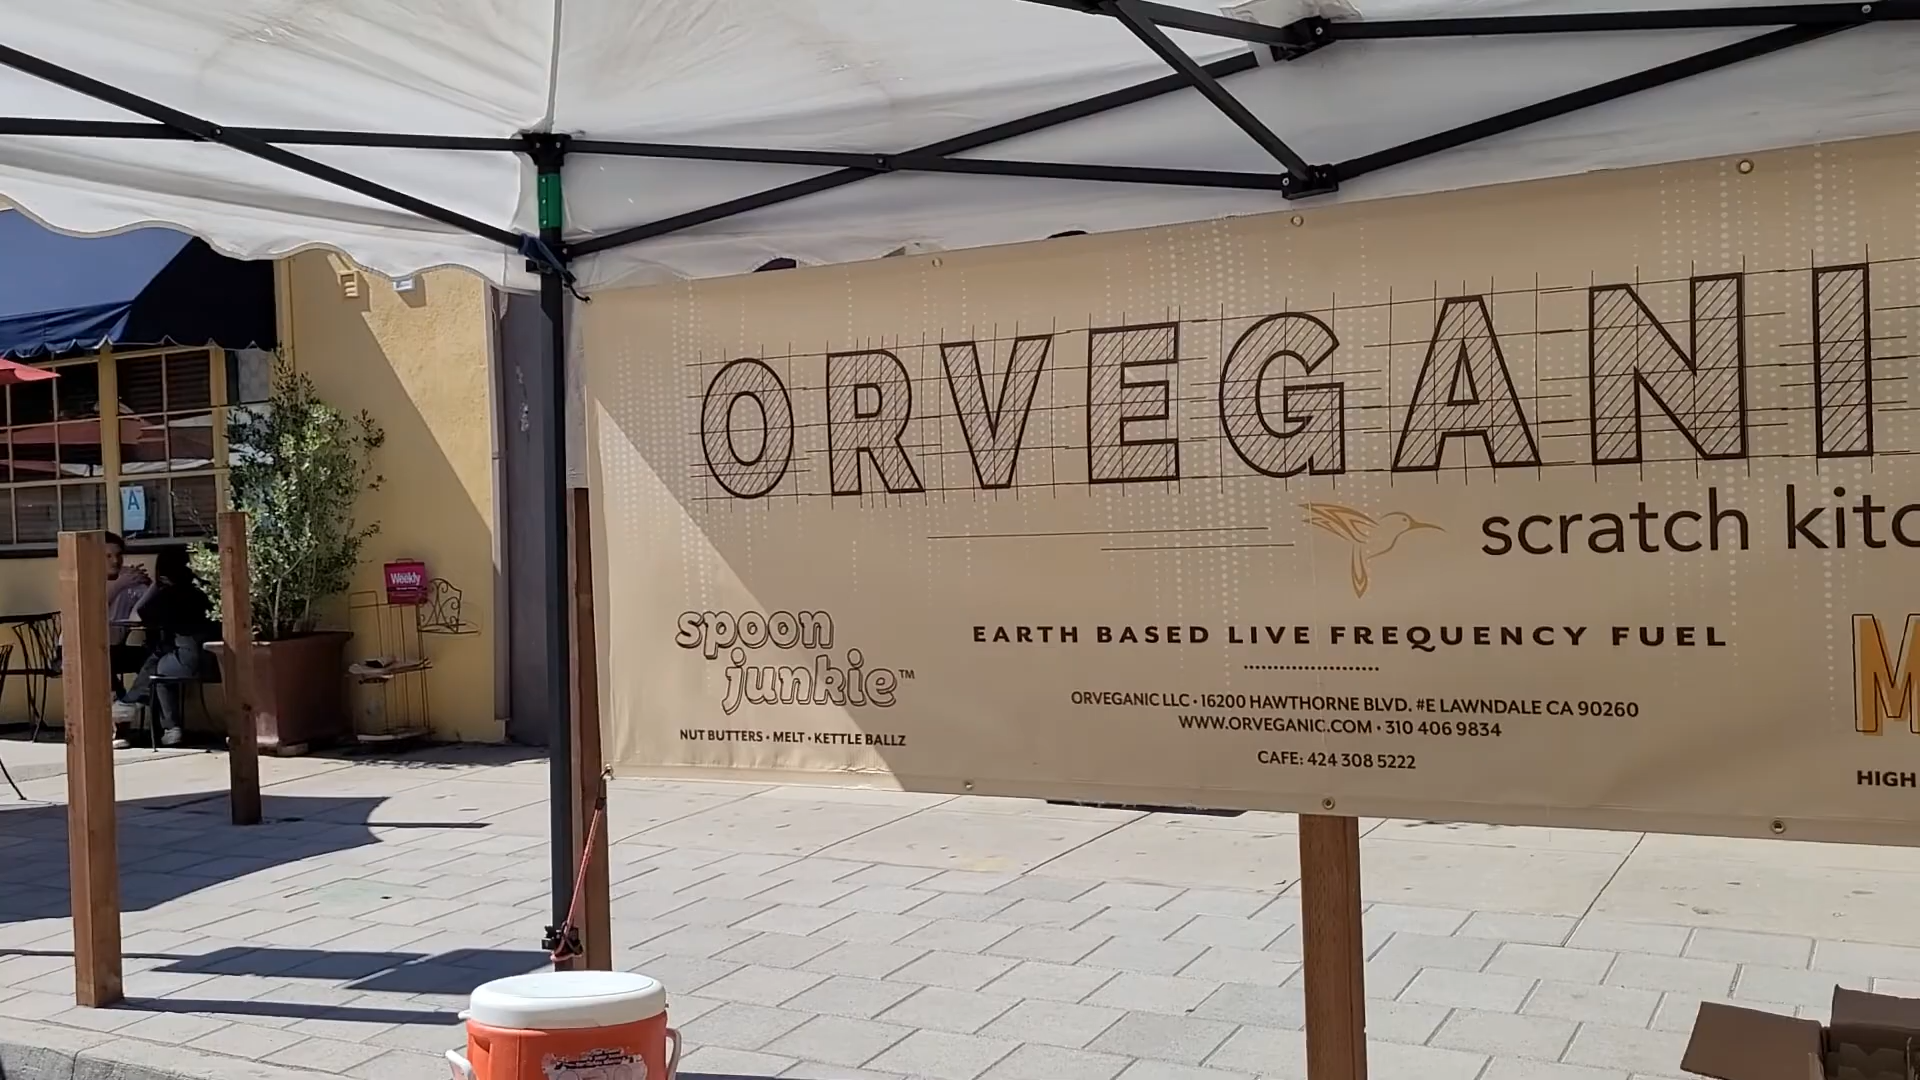 ORVEGANI
scratch kitc
spoon
junkie™
NUT BUTTERS • MELT • KETTLE BALLZ
EARTH BASED LIVE FREQUENCY FUEL
ORVEGANIC LLC • 16200 HAWTHORNE BLVD. #E LAWNDALE CA 90260
WWW.ORVEGANIC.COM • 310 406 9834
CAFE: 424 308 5222
M
HIGH
A
Weekly